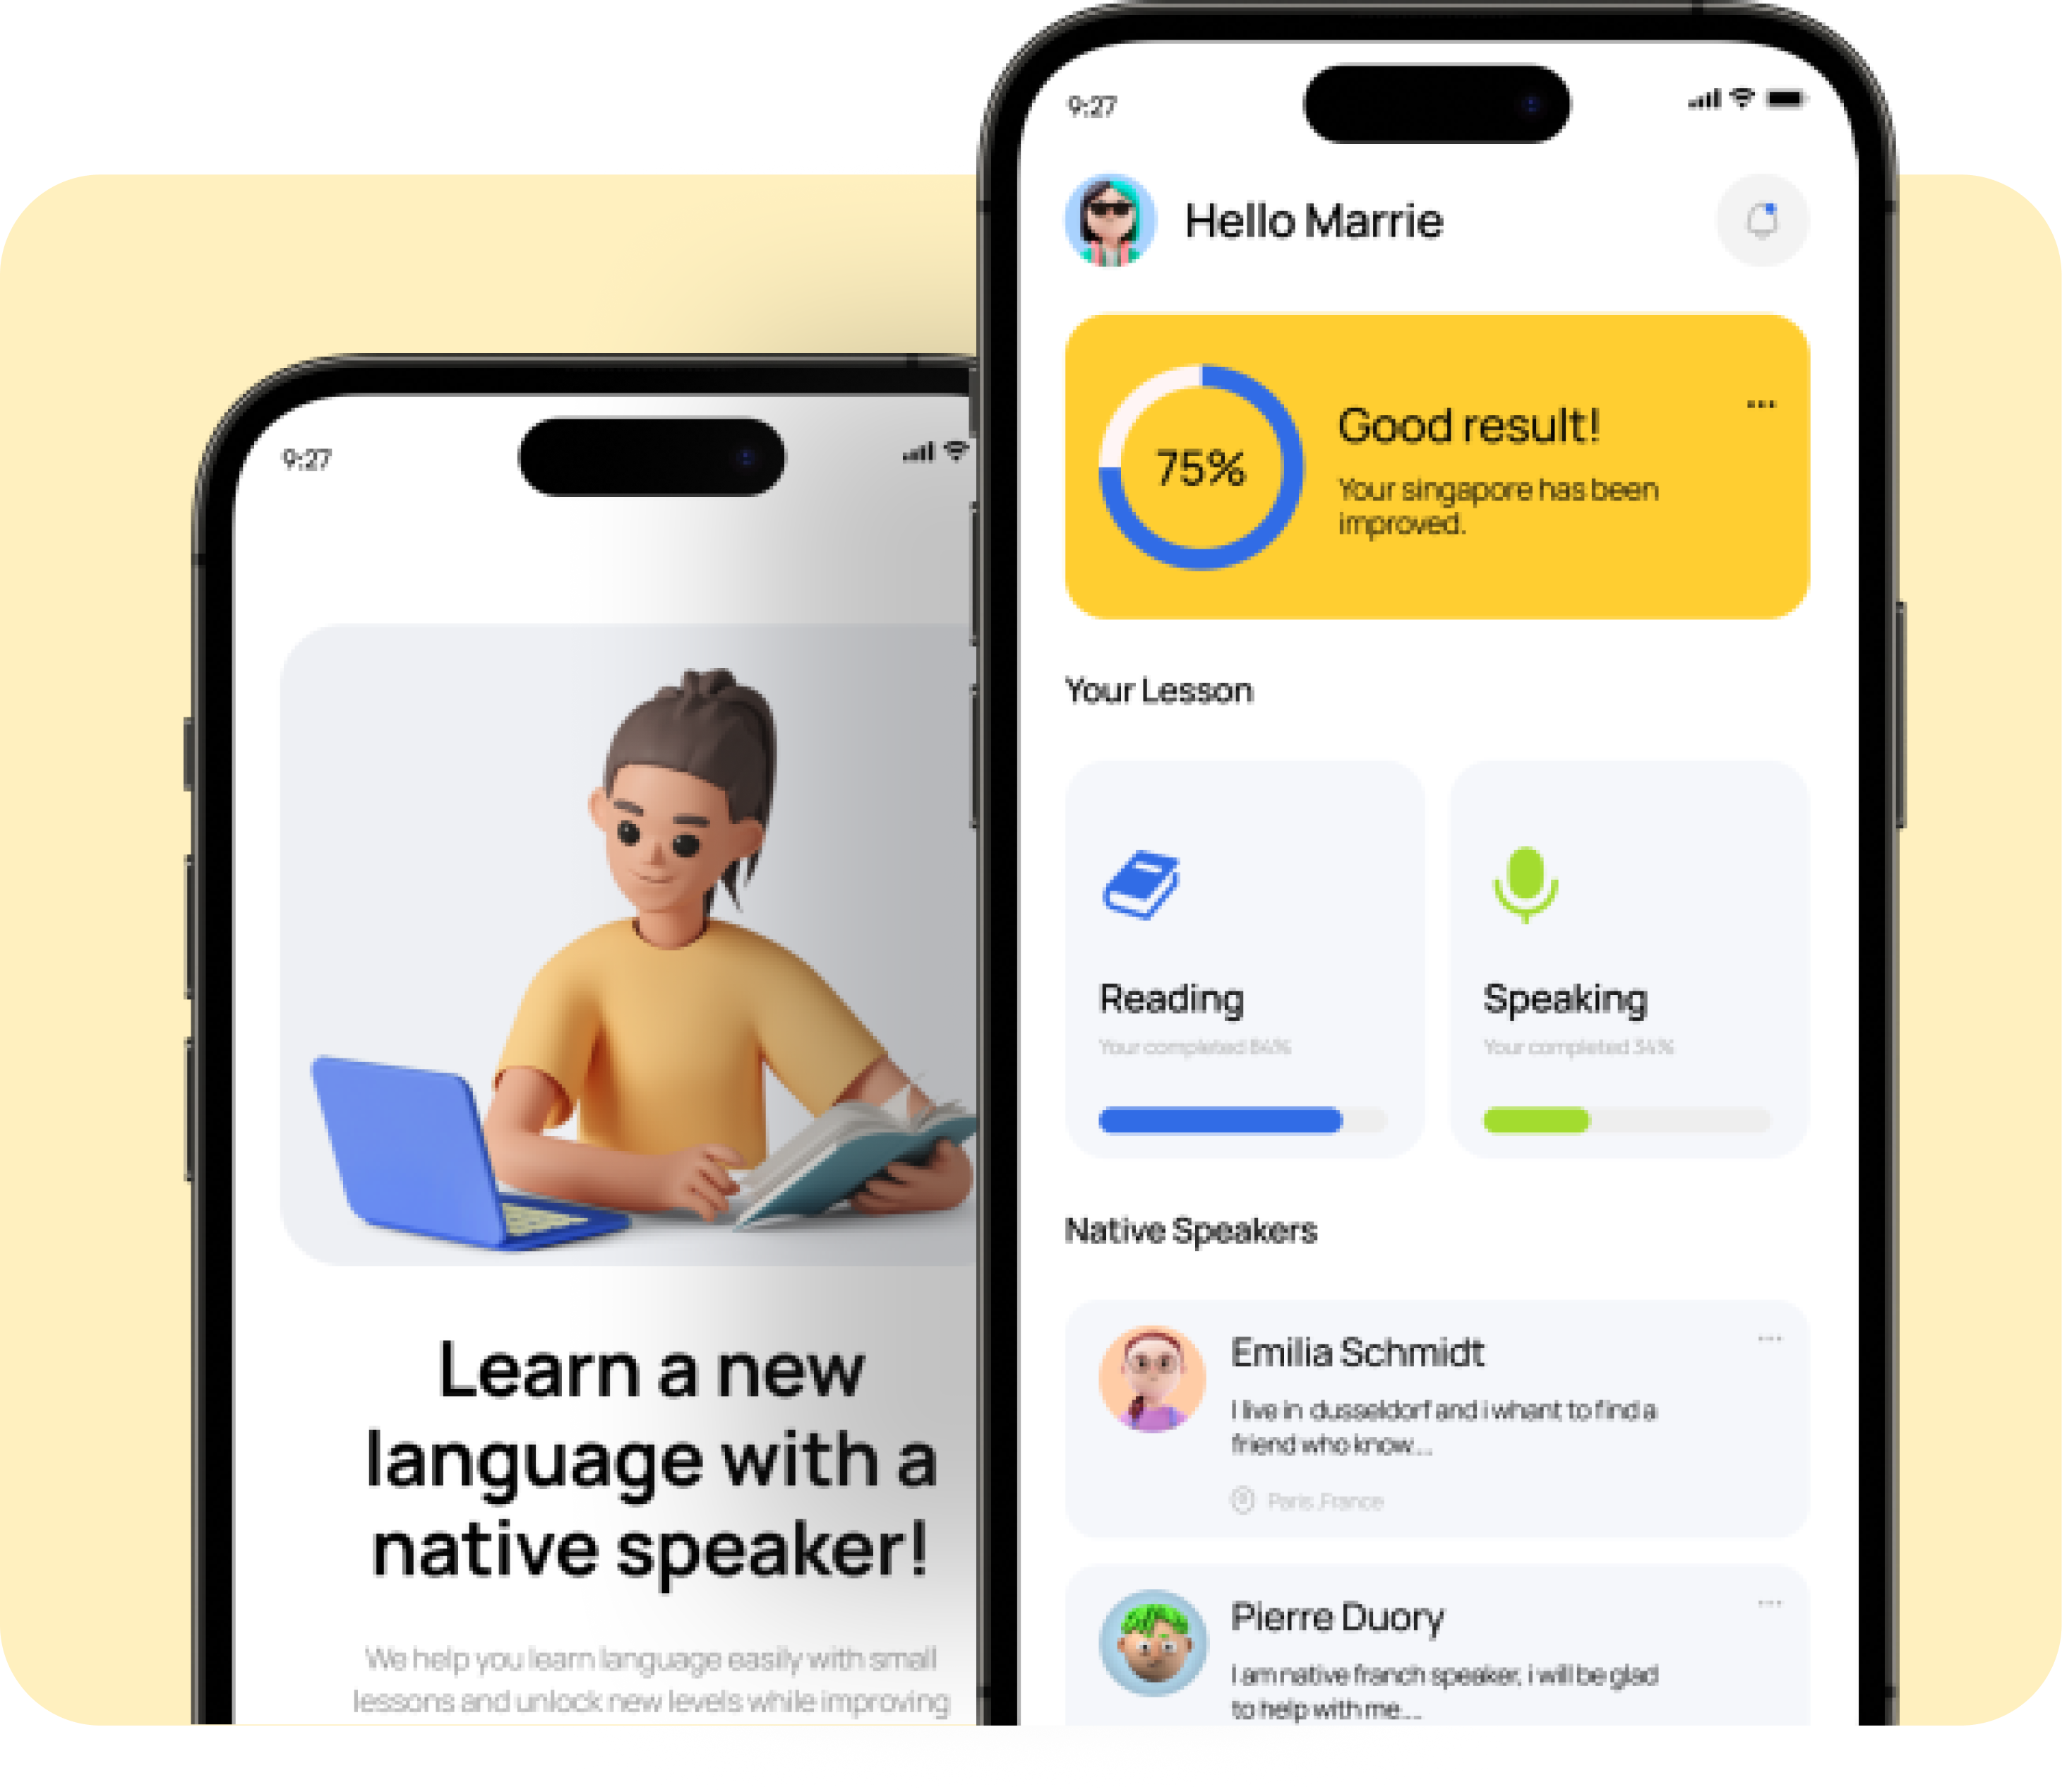 9:27
Learn a new
language with a
native speaker!
We help you learn language easily with small
lessons and unlock new levels while improving
9:27
Hello Marrie
75%
Good result!
...
Your singapore has been
improved.
Your Lesson
Reading
Your completed 84%
Speaking
Your completed 34%
Native Speakers
Emilia Schmidt
...
I live in dusseldorf and i whant to find a
friend who know...
Paris ,France
Pierre Duory
...
I am native franch speaker, i will be glad
to help with me...